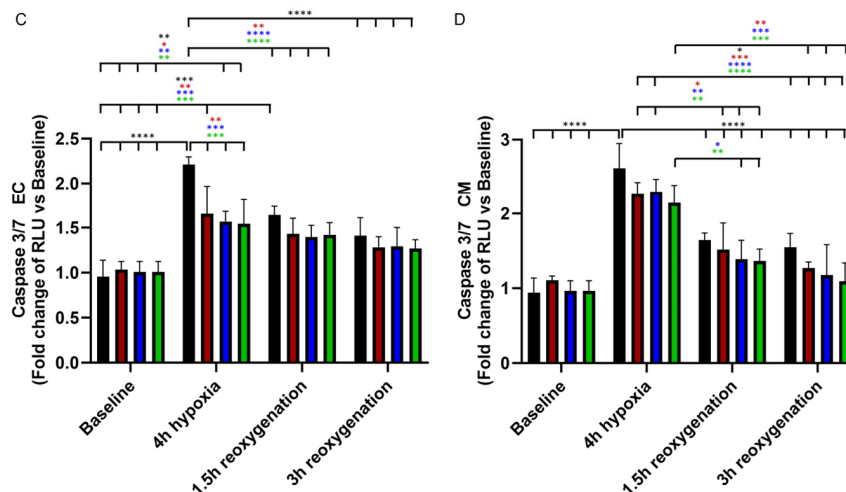 C
****
**
****
****
**
*
**
**
***
**
***
***
****
**
***
***
Caspase 3/7 EC
(Fold change of RLU vs Baseline)
2.5
2.0
1.5
1.0
0.5
0.0
Baseline
4h hypoxia
1.5h reoxygenation
3h reoxygenation
D
**
***
***
*
***
****
****
*
**
**
****
****
*
**
Caspase 3/7 CM
(Fold change of RLU vs Baseline)
3
2
1
0
Baseline
4h hypoxia
1.5h reoxygenation
3h reoxygenation